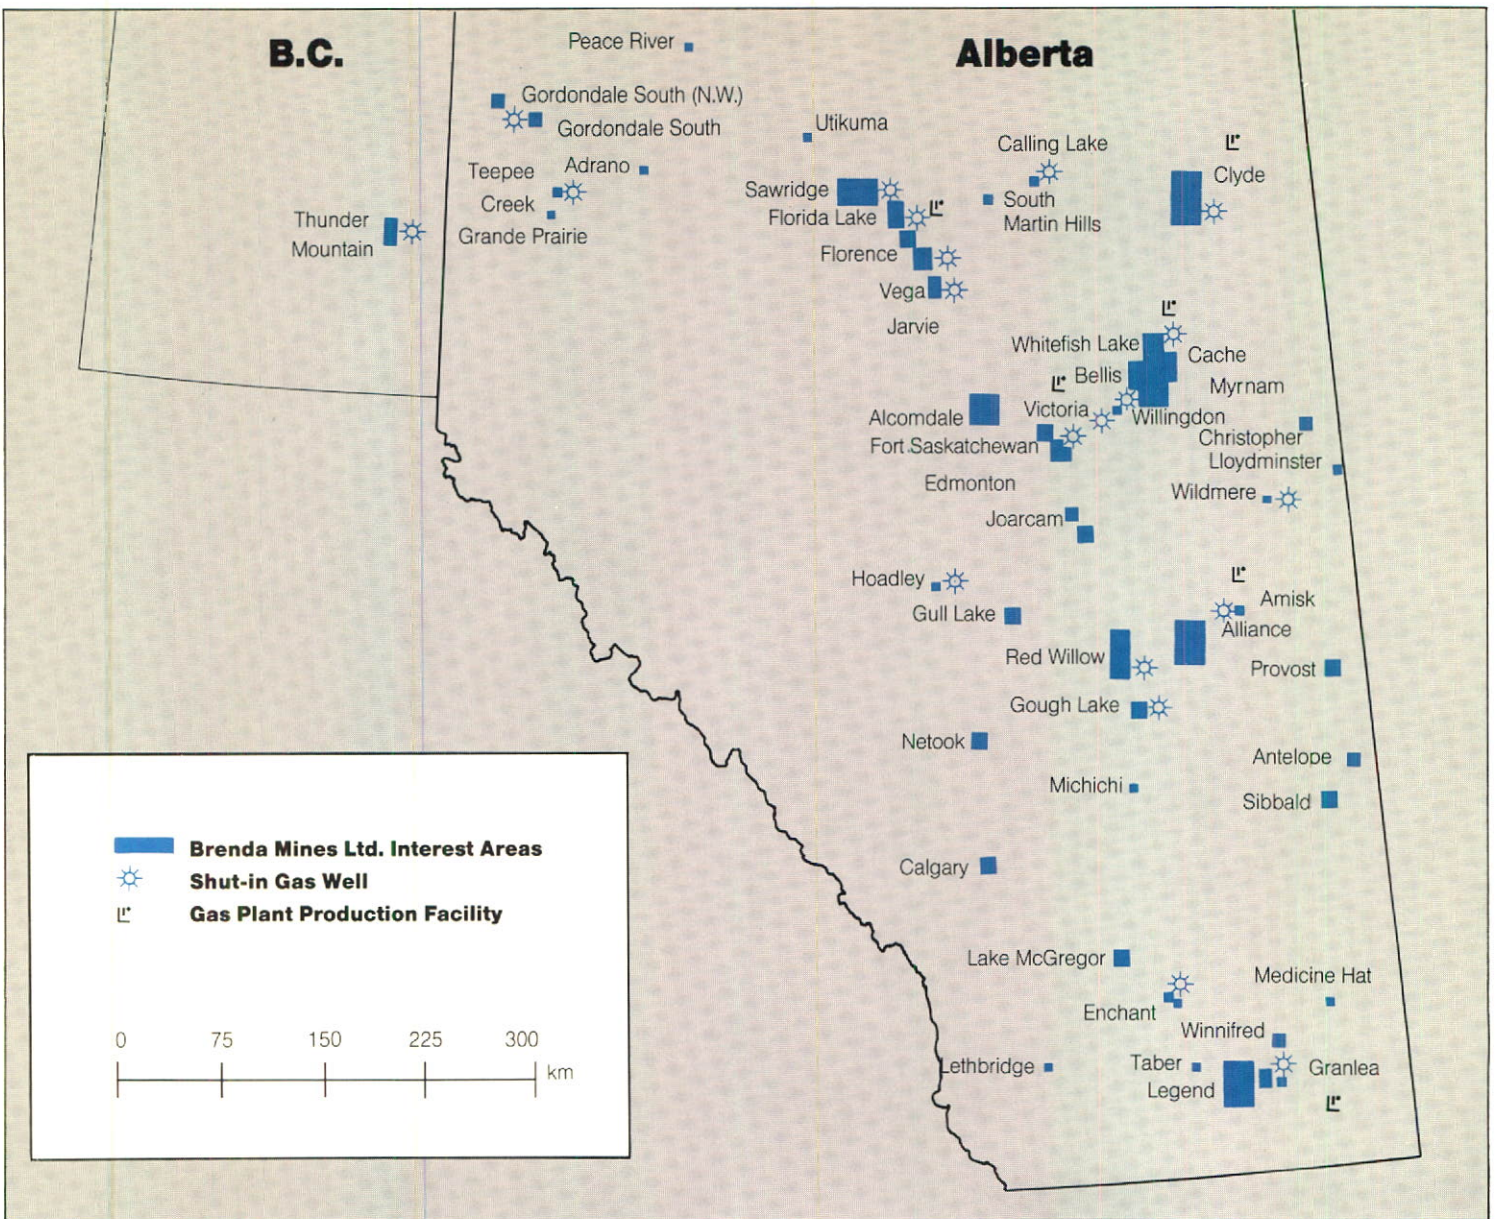 B.C.
Alberta
Peace River
Gordondale South (N.W.)
Gordondale South
Utikuma
Calling Lake
Teepee
Creek
Adrano
Sawridge
South
Martin Hills
Clyde
Florida Lake
Thunder
Mountain
Grande Prairie
Florence
Vega
Jarvie
Whitefish Lake
Cache
Bellis
Myrnam
Alcomdale
Victoria
Willingdon
Fort Saskatchewan
Christopher
Lloydminster
Edmonton
Wildmere
Joarcam
Hoadley
Amisk
Gull Lake
Alliance
Red Willow
Provost
Gough Lake
Netook
Antelope
Michichi
Sibbald
Calgary
Lake McGregor
Medicine Hat
Enchant
Winnifred
Lethbridge
Taber
Granlea
Legend
Brenda Mines Ltd. Interest Areas
Shut-in Gas Well
Gas Plant Production Facility
0 75 150 225 300
km